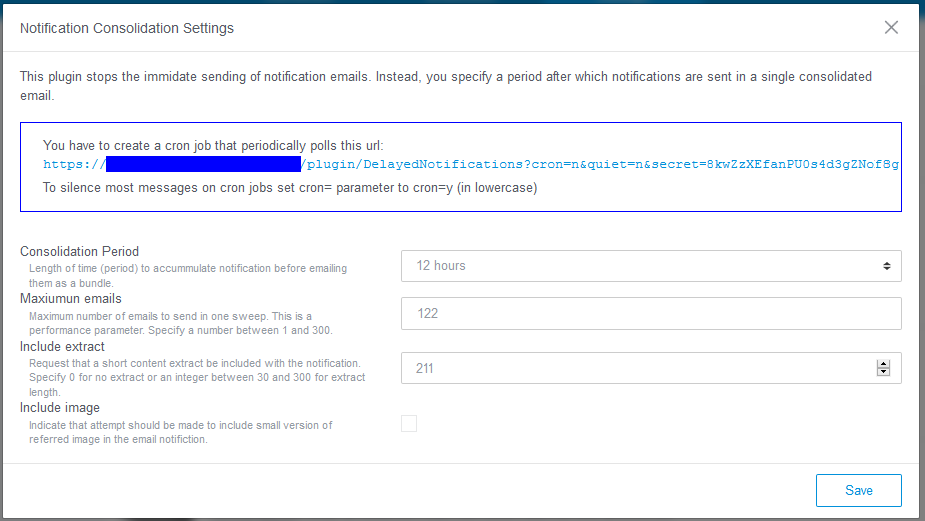 Notification Consolidation Settings
This plugin stops the immidate sending of notification emails. Instead, you specify a period after which notifications are sent in a single consolidated
email.
You have to create a cron job that periodically polls this url:
https:// /plugin/DelayedNotifications?cron=n&quiet=n&secret=8kwZzXEfanPU0s4d3gZNofBg
To silence most messages on cron jobs set cron= parameter to cron=y (in lowercase)
Consolidation Period
Length of time (period) to accummulate notification before emailing
them as a bundle.
12 hours
Maxiumun emails
Maximum number of emails to send in one sweep. This is a
performance parameter. Specify a number between 1 and 300.
122
Include extract
Request that a short content extract be included with the notification.
Specify 0 for no extract or an integer between 30 and 300 for extract
length.
211
Include image
Indicate that attempt should be made to include small version of
referred image in the email notifiction.
Save